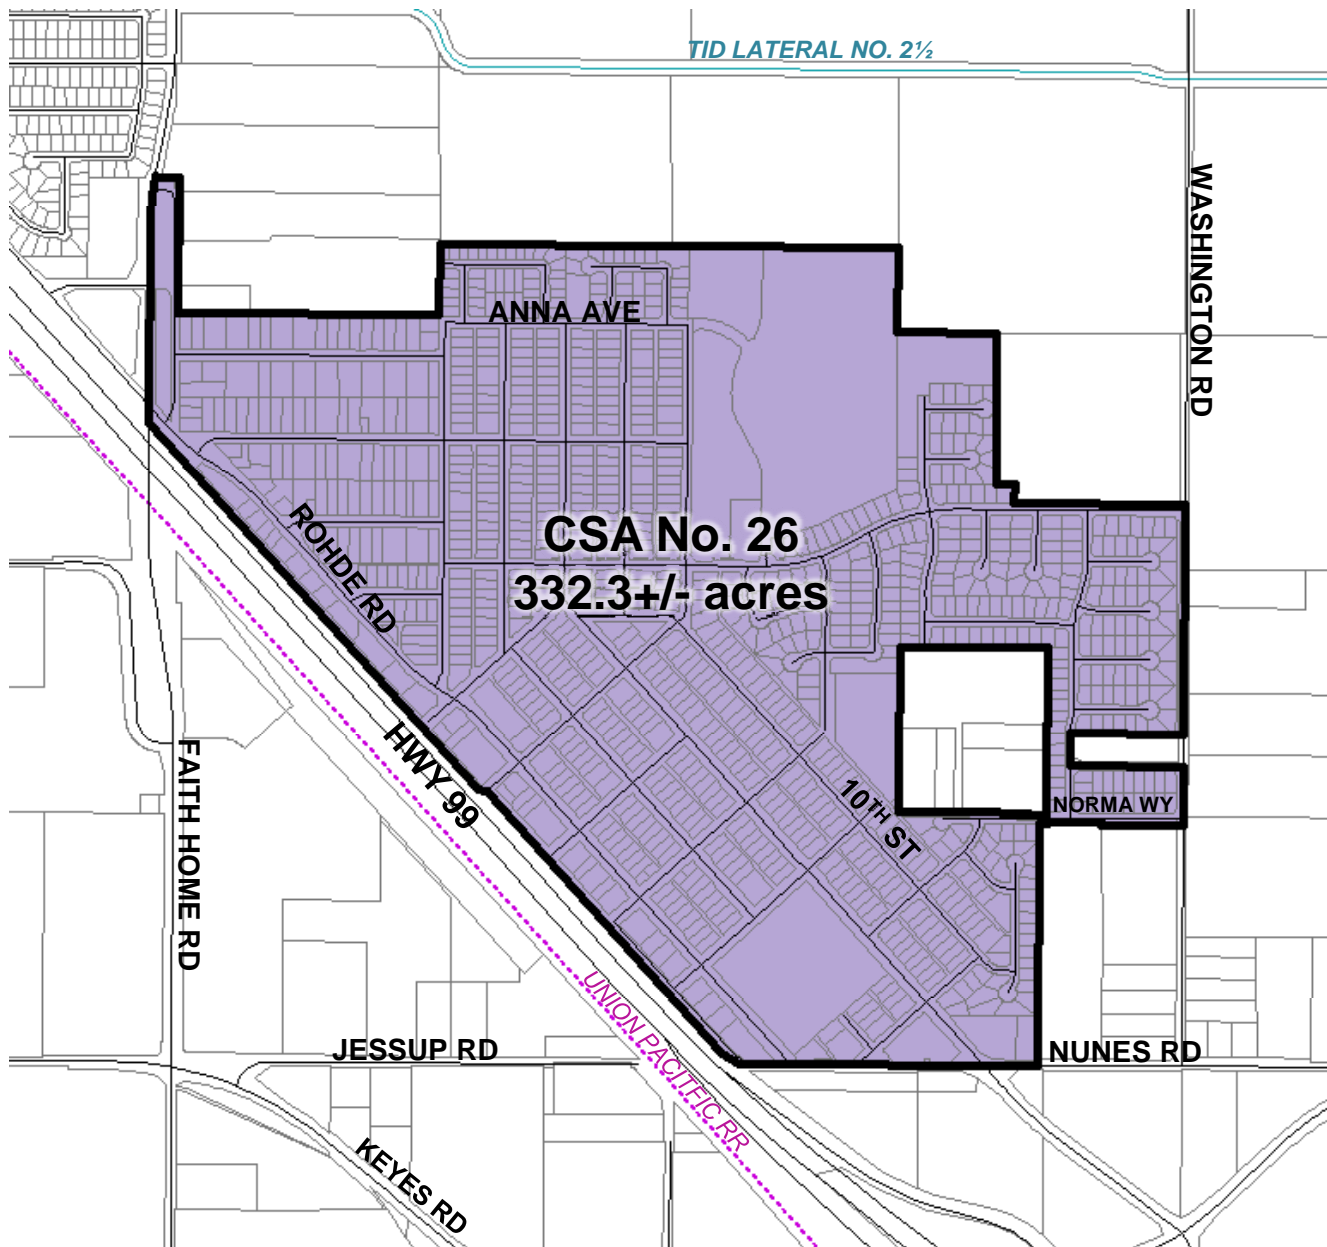 TID LATERAL NO. 2½
WASHINGTON RD
ANNA AVE
CSA No. 26
332.3+/- acres
ROHDE RD
HWY 99
FAITH HOME RD
10TH ST
NORMA WY
UNION PACITFIC RR
JESSUP RD
NUNES RD
KEYES RD